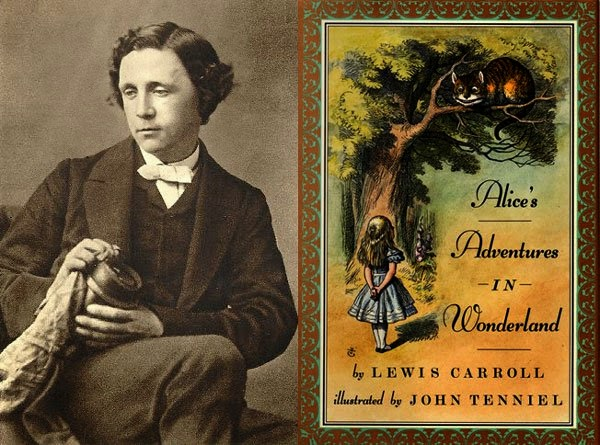 Alice's
Adventures
IN
Wonderland
by LEWIS CARROLL
illustrated by JOHN TENNIEL